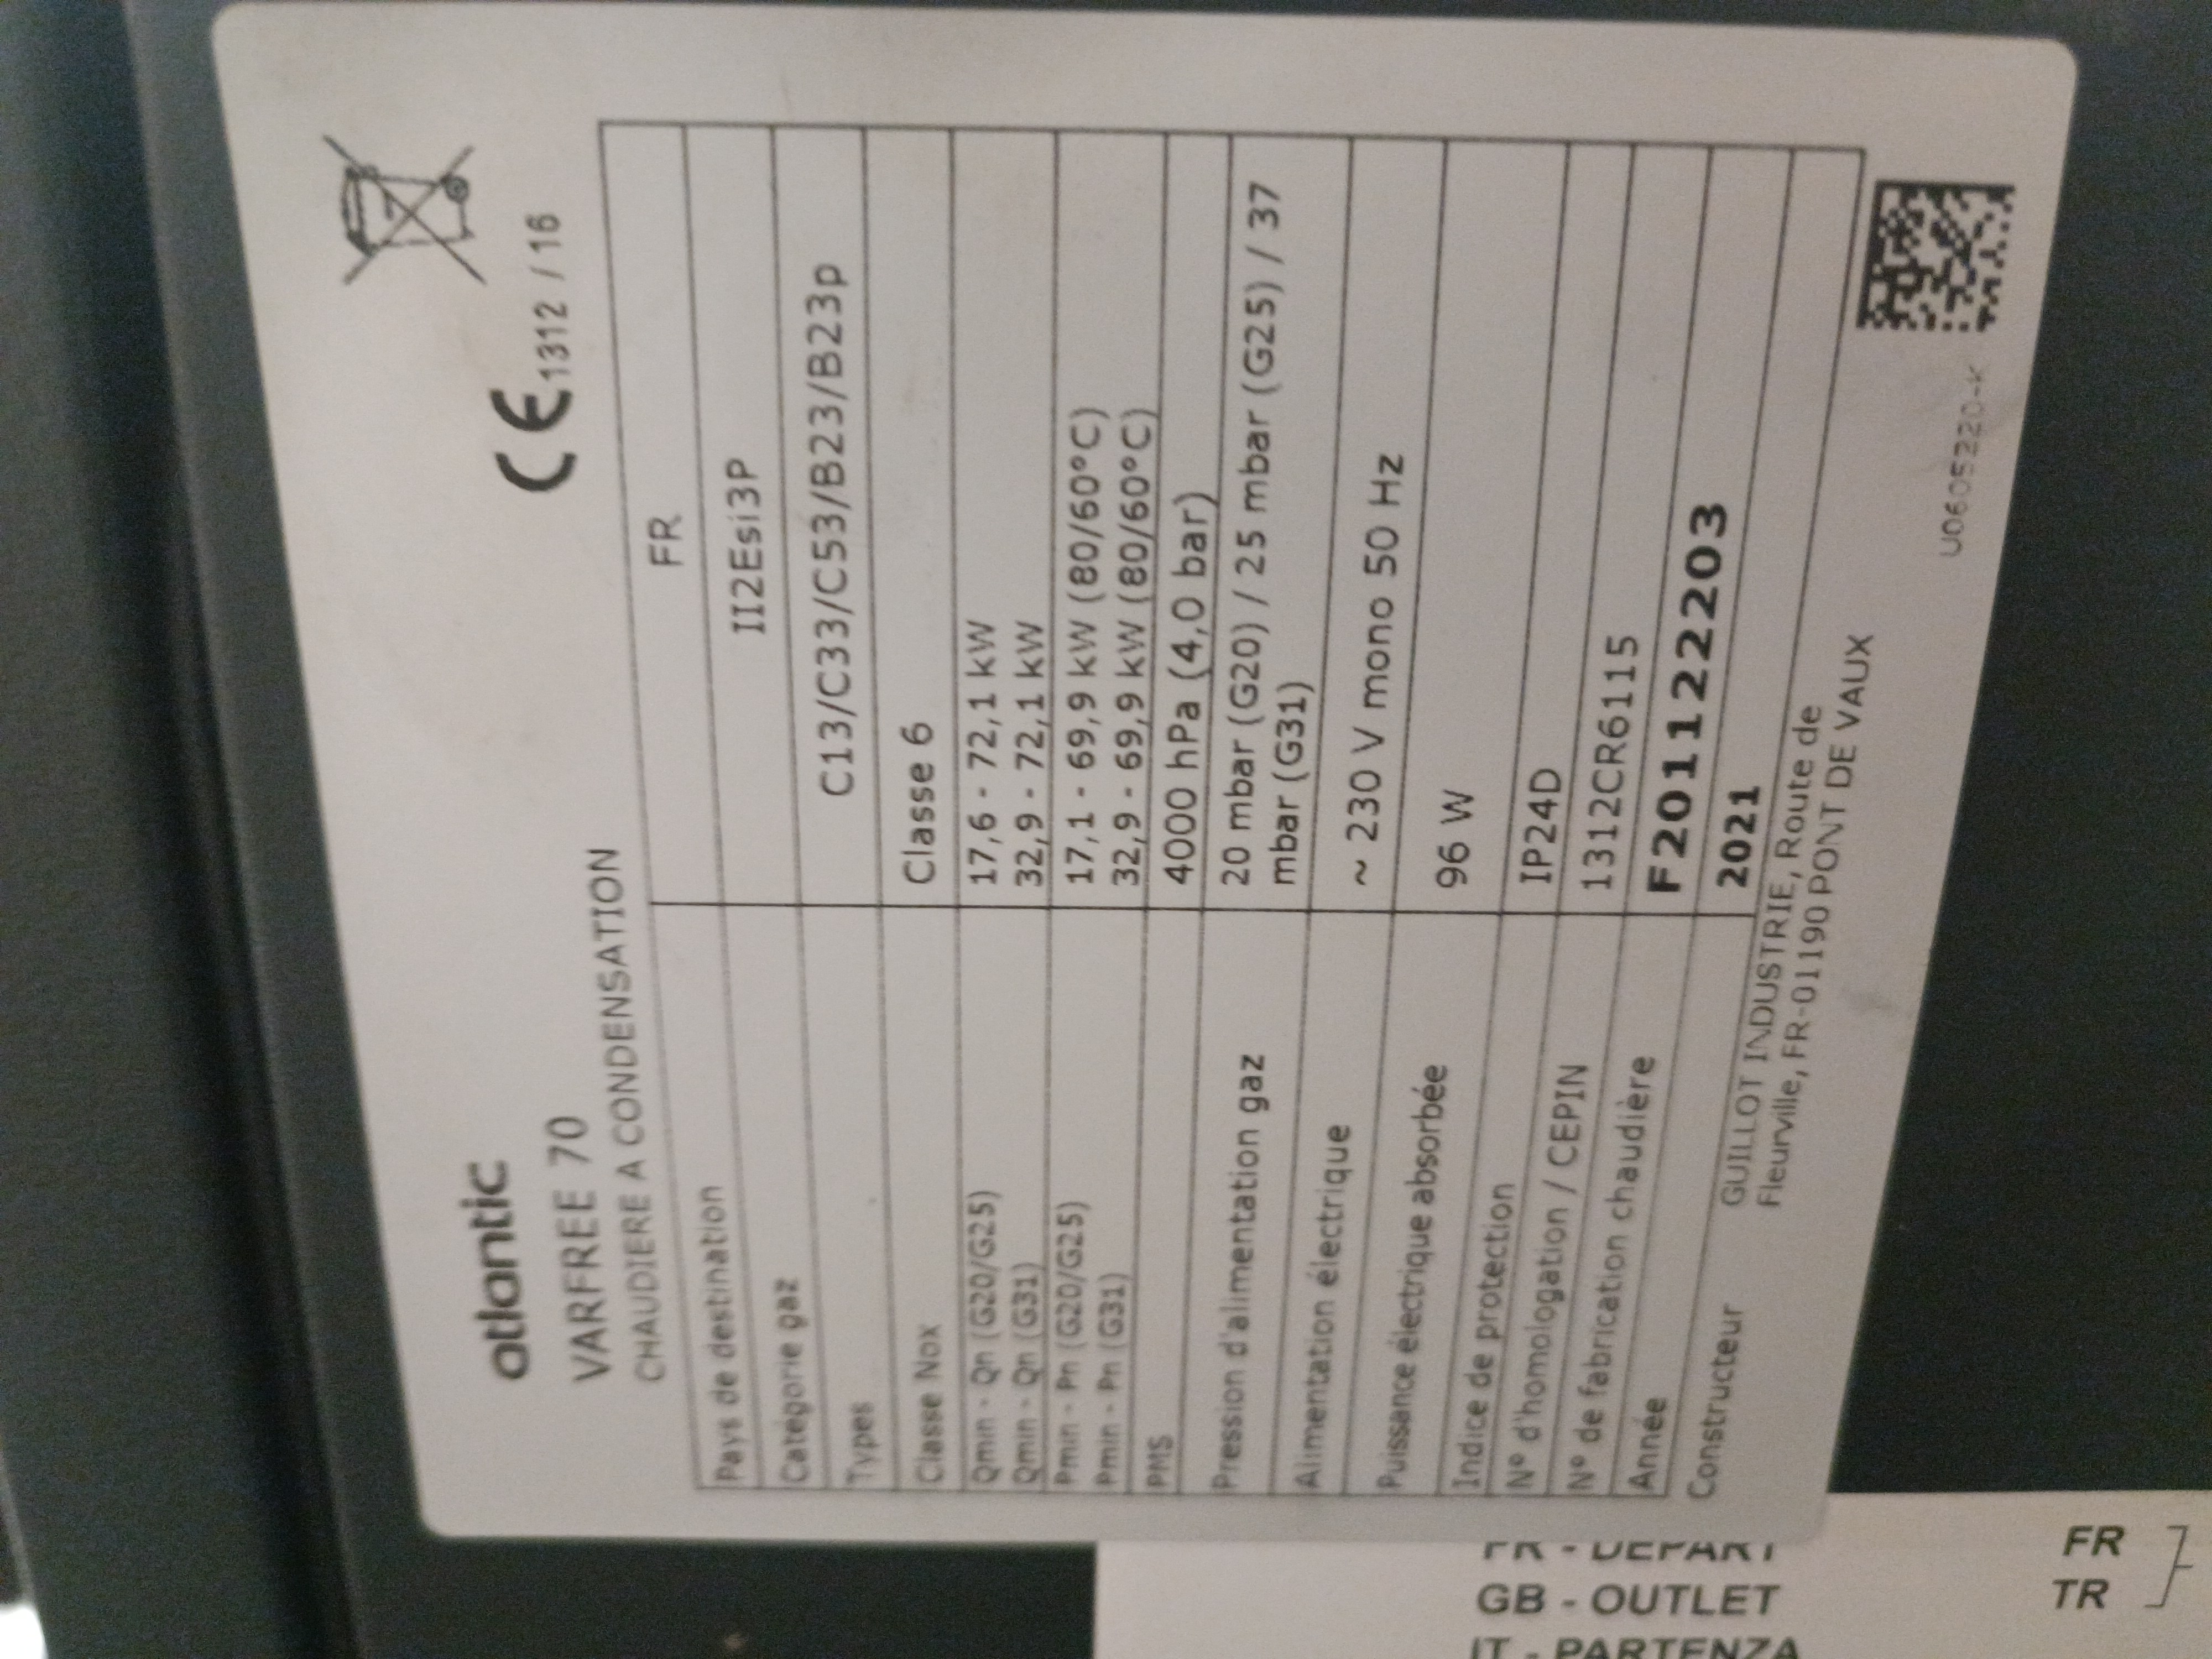 atlantic
VARFREE 70
CHAUDIERE A CONDENSATION
CE 1312 / 16
Pays de destination FR
Catégorie gaz II2Esi3P
Types C13/C33/C53/B23/B23p
Classe Nox Classe 6
Qmin - Qn (G20/G25) 17,6 - 72,1 kW
Qmin - Qn (G31) 32,9 - 72,1 kW
Pmin - Pn (G20/G25) 17,1 - 69,9 kW (80/60°C)
Pmin - Pn (G31) 32,9 - 69,9 kW (80/60°C)
PMS 4000 hPa (4,0 bar)
Pression d'alimentation gaz 20 mbar (G20) / 25 mbar (G25) / 37
mbar (G31)
Alimentation électrique ~ 230 V mono 50 Hz
Puissance électrique absorbée 96 W
Indice de protection IP24D
N° d'homologation / CEPIN 1312CR6115
N° de fabrication chaudière F201122203
Année 2021
Constructeur GUILLOT INDUSTRIE, Route de
Fleurville, FR-01190 PONT DE VAUX
U0605220-K
FR - DEPART
GB - OUTLET
IT - PARTENZA
FR
TR